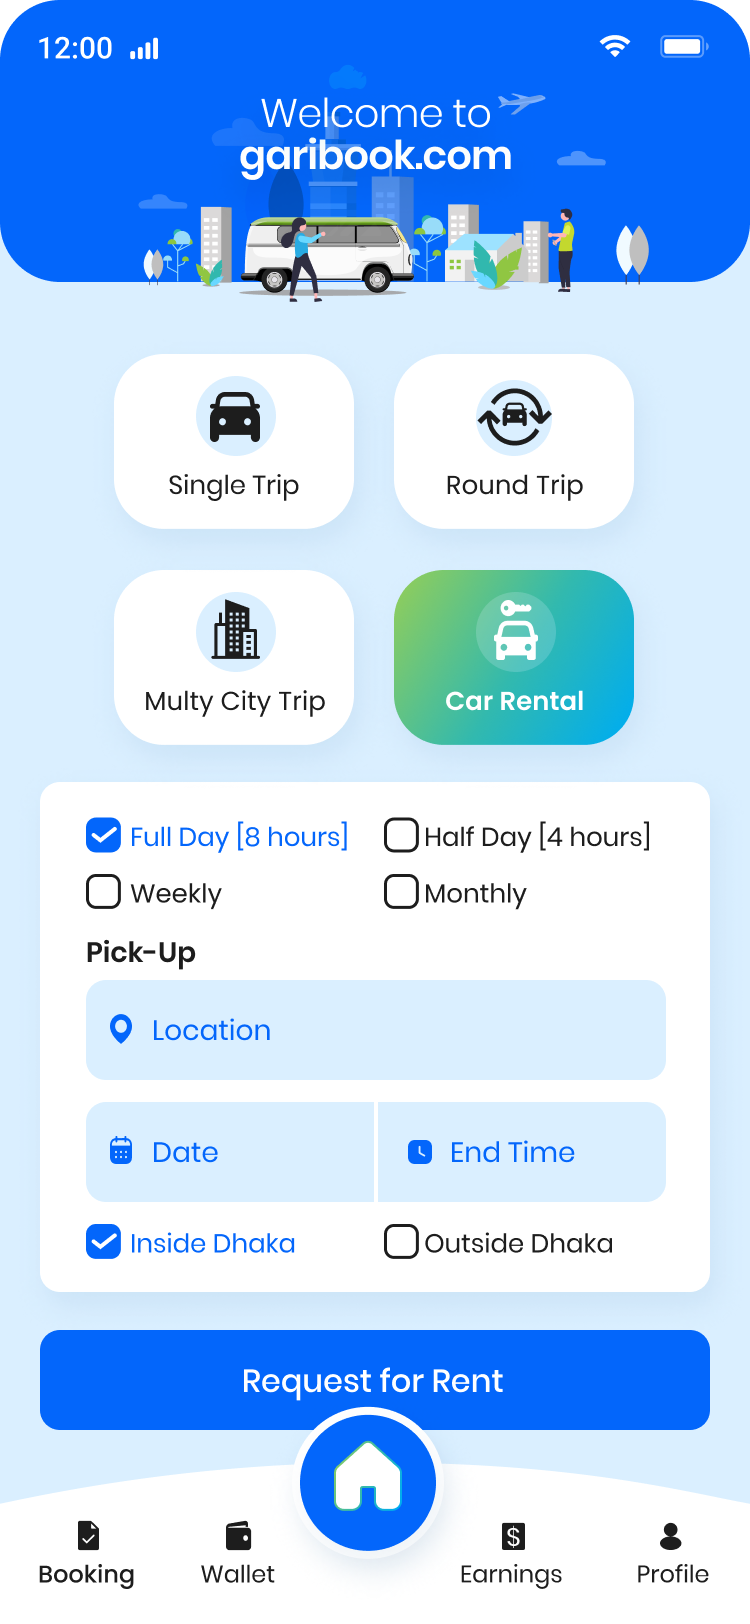 12:00
Welcome to
garibook.com
Single Trip
Round Trip
Multy City Trip
Car Rental
Full Day [8 hours]
Half Day [4 hours]
Weekly
Monthly
Pick-Up
Location
Date
End Time
Inside Dhaka
Outside Dhaka
Request for Rent
$
Booking
Wallet
Earnings
Profile